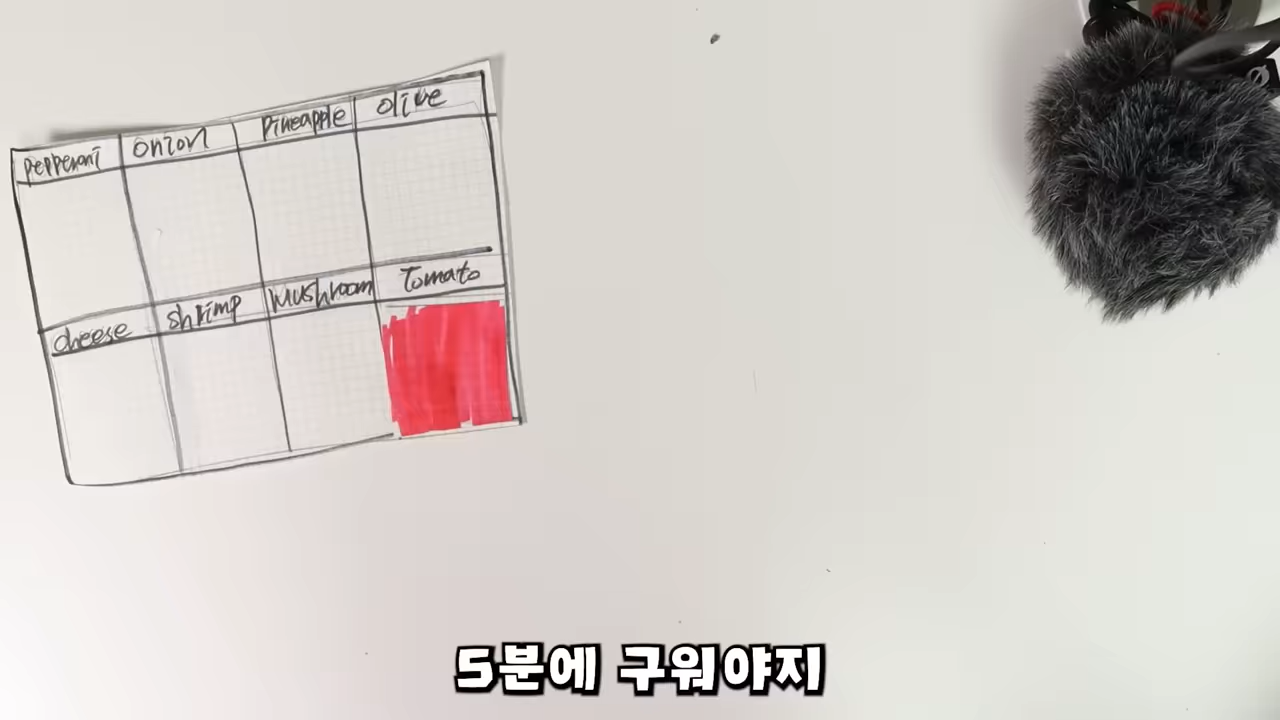 pepperoni onion Pineapple olive
cheese shrimp Mushroom Tomato
5분에 구워야지